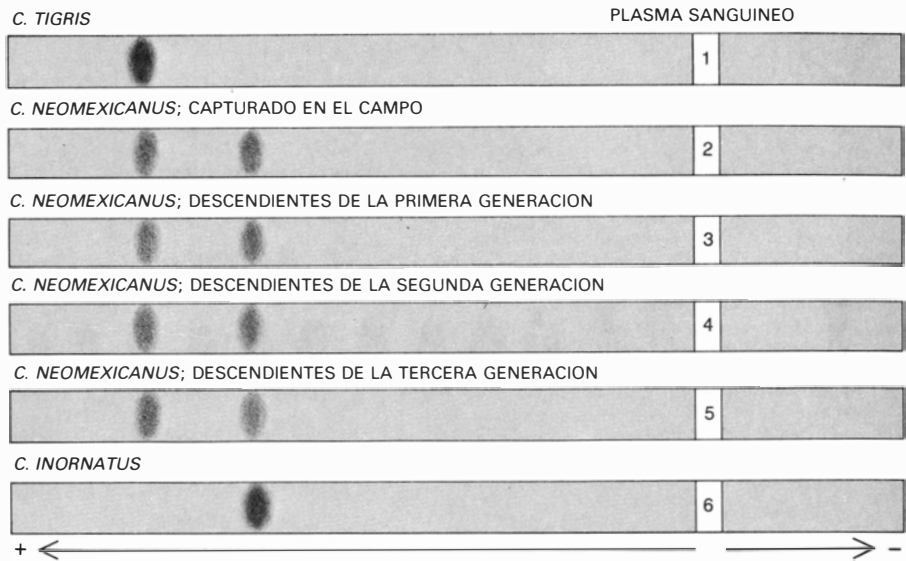 C. TIGRIS
PLASMA SANGUINEO
1
C. NEOMEXICANUS; CAPTURADO EN EL CAMPO
2
C. NEOMEXICANUS; DESCENDIENTES DE LA PRIMERA GENERACION
3
C. NEOMEXICANUS; DESCENDIENTES DE LA SEGUNDA GENERACION
4
C. NEOMEXICANUS; DESCENDIENTES DE LA TERCERA GENERACION
5
C. INORNATUS
6
+ −